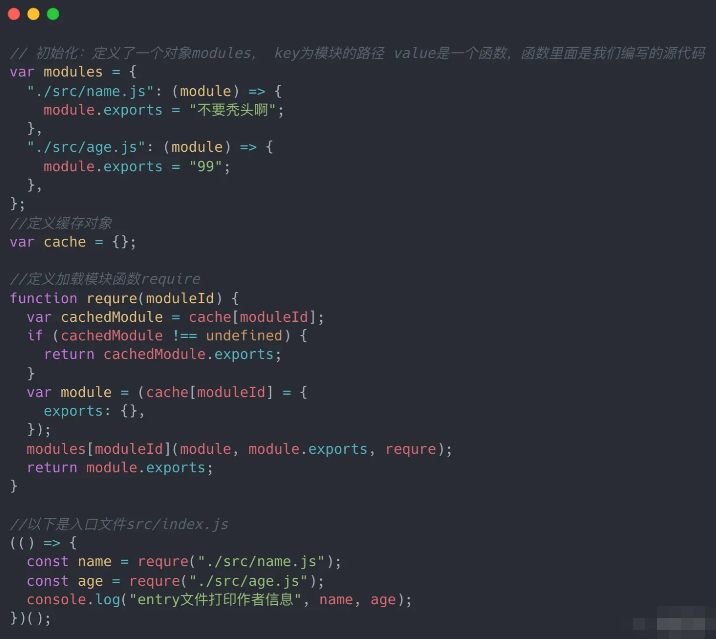 // 初始化：定义了一个对象modules， key为模块的路径 value是一个函数，函数里面是我们编写的源代码
var modules = {
  "./src/name.js": (module) => {
    module.exports = "不要秃头啊";
  },
  "./src/age.js": (module) => {
    module.exports = "99";
  },
};
//定义缓存对象
var cache = {};

//定义加载模块函数require
function requre(moduleId) {
  var cachedModule = cache[moduleId];
  if (cachedModule !== undefined) {
    return cachedModule.exports;
  }
  var module = (cache[moduleId] = {
    exports: {},
  });
  modules[moduleId](module, module.exports, requre);
  return module.exports;
}

//以下是入口文件src/index.js
(() => {
  const name = requre("./src/name.js");
  const age = requre("./src/age.js");
  console.log("entry文件打印作者信息", name, age);
})();